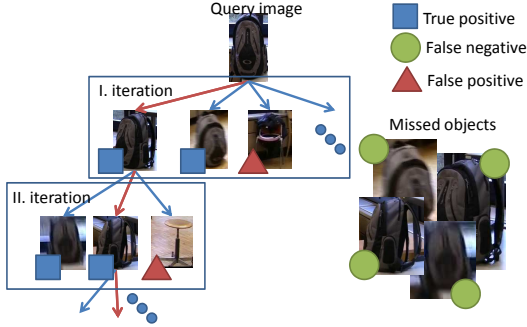 Query image
True positive
False negative
False positive
I. iteration
Missed objects
II. iteration